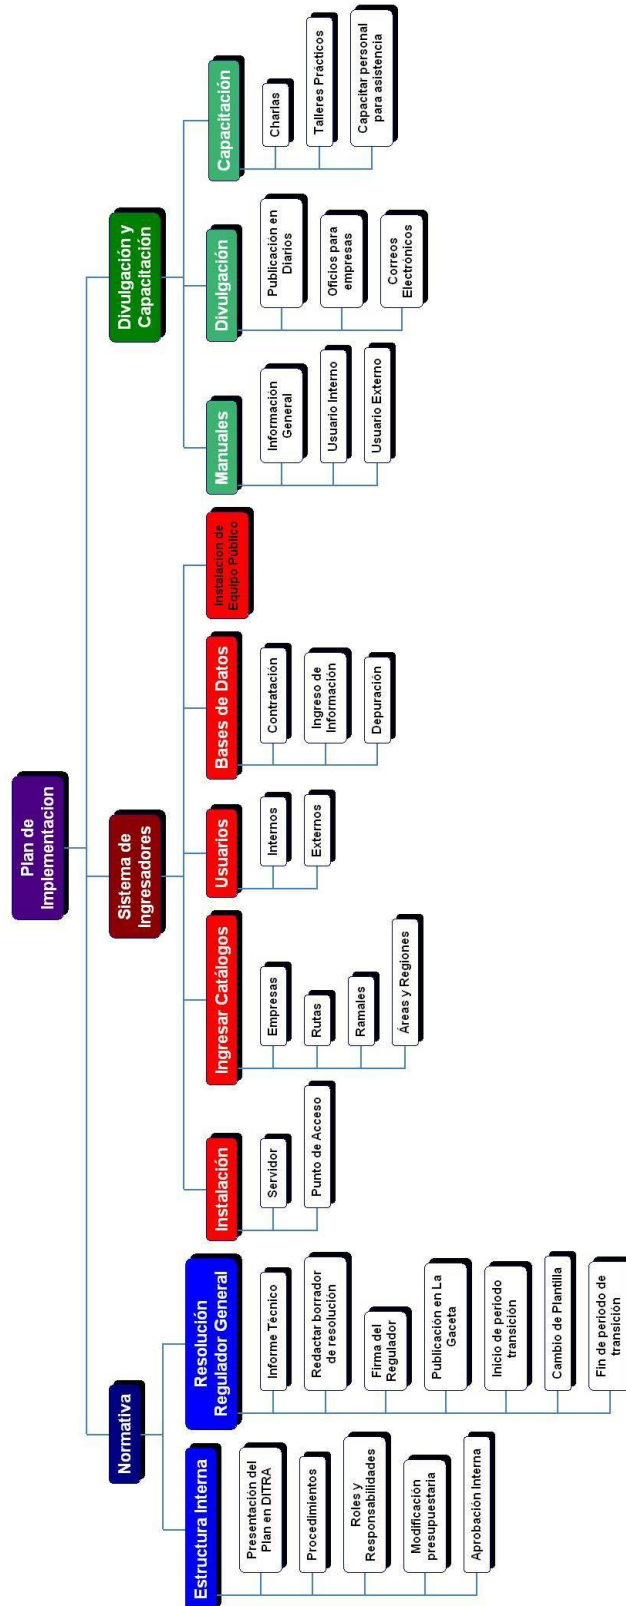 Plan de
Implementacion
Normativa
Estructura Interna
Presentación del
Plan en DITRA
Procedimientos
Roles y
Responsabilidades
Modificación
presupuestaria
Aprobación Interna
Resolución
Regulador General
Informe Técnico
Redactar borrador
de resolución
Firma del
Regulador
Publicación en La
Gaceta
Inicio de periodo
transición
Cambio de Plantilla
Fin de periodo de
transición
Sistema de
Ingresadores
Instalación
Servidor
Punto de Acceso
Ingresar Catálogos
Empresas
Rutas
Ramales
Áreas y Regiones
Usuarios
Internos
Externos
Bases de Datos
Contratación
Ingreso de
Información
Depuración
Instalación de
Equipo Público
Divulgación y
Capacitación
Manuales
Información
General
Usuario Interno
Usuario Externo
Divulgación
Publicación en
Diarios
Oficios para
empresas
Correos
Electrónicos
Capacitación
Charlas
Talleres Prácticos
Capacitar personal
para asistencia